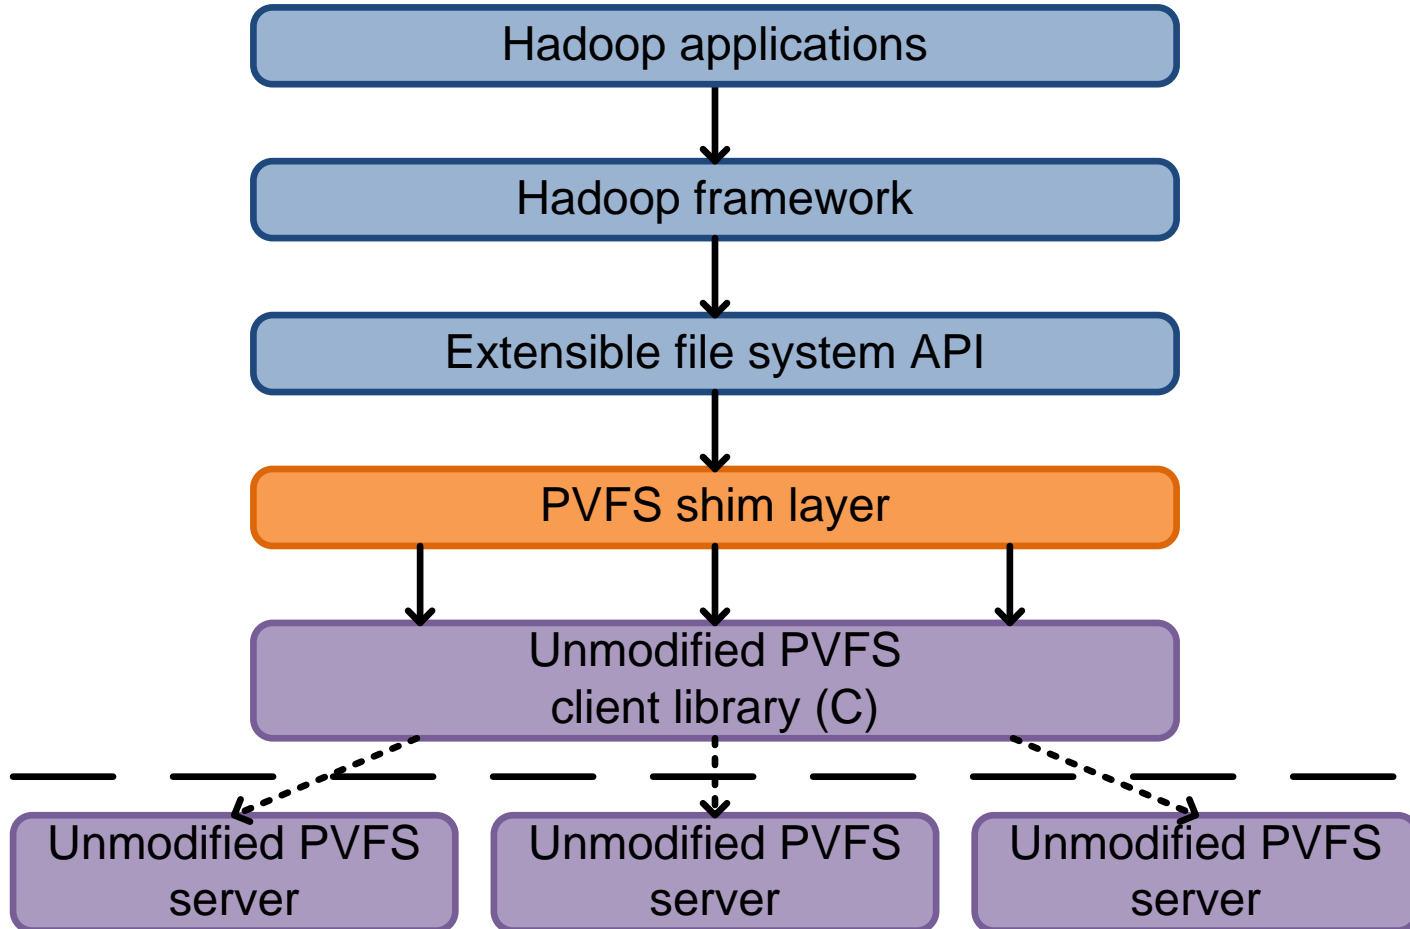 Hadoop applications
Hadoop framework
Extensible file system API
PVFS shim layer
Unmodified PVFS
client library (C)
Unmodified PVFS
server
Unmodified PVFS
server
Unmodified PVFS
server